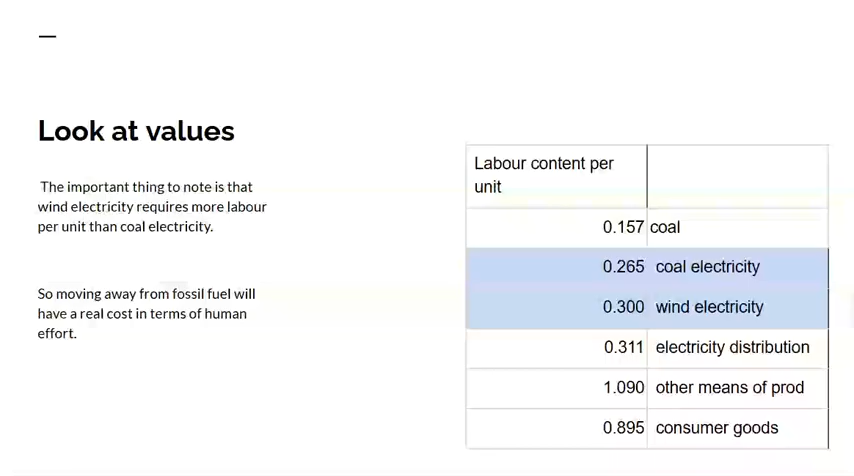 Look at values
The important thing to note is that
wind electricity requires more labour
per unit than coal electricity.
So moving away from fossil fuel will
have a real cost in terms of human
effort.
Labour content per
unit
0.157 coal
0.265 coal electricity
0.300 wind electricity
0.311 electricity distribution
1.090 other means of prod
0.895 consumer goods